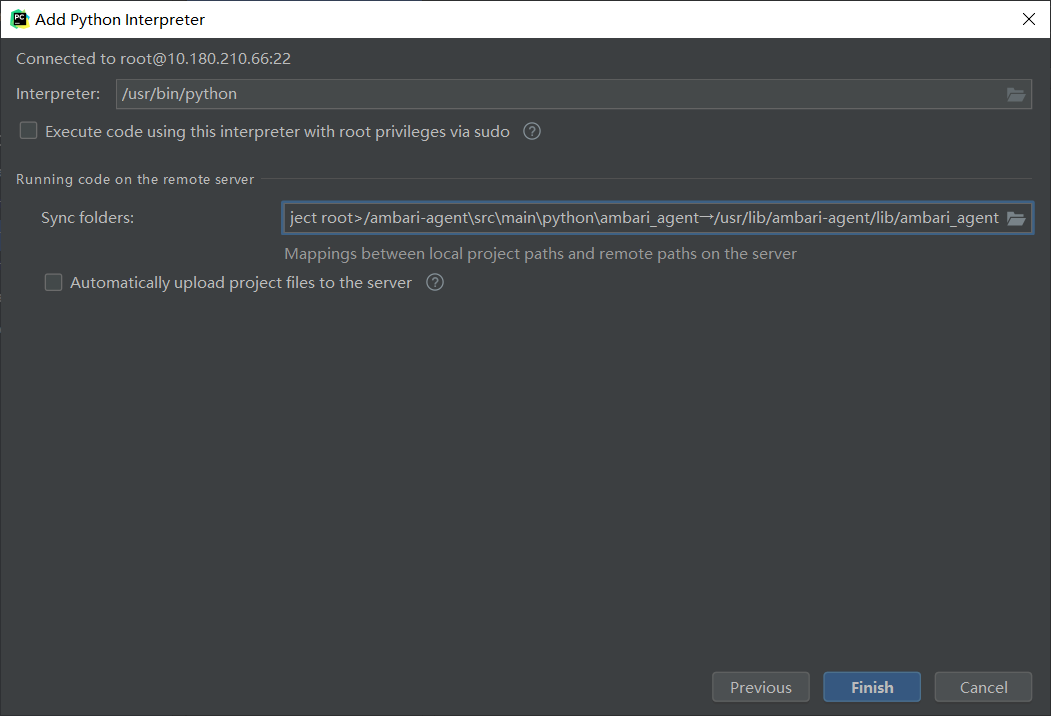 PC Add Python Interpreter
Connected to root@10.180.210.66:22
Interpreter: /usr/bin/python
Execute code using this interpreter with root privileges via sudo ?
Running code on the remote server
Sync folders: ject root>/ambari-agent\src\main\python\ambari_agent→/usr/lib/ambari-agent/lib/ambari_agent
Mappings between local project paths and remote paths on the server
Automatically upload project files to the server ?
Previous Finish Cancel